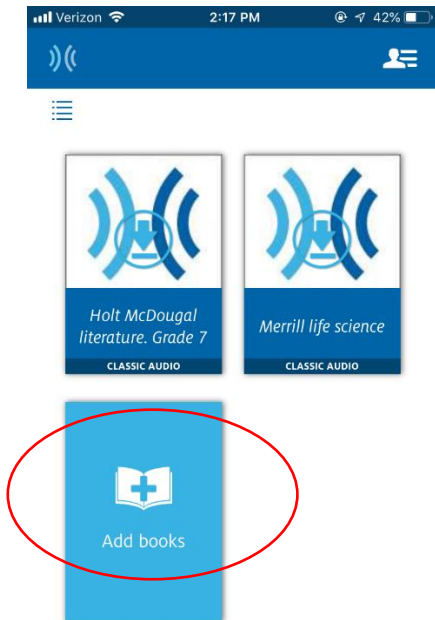 Verizon 2:17 PM 42%
Holt McDougal
literature. Grade 7
CLASSIC AUDIO
Merrill life science
CLASSIC AUDIO
Add books